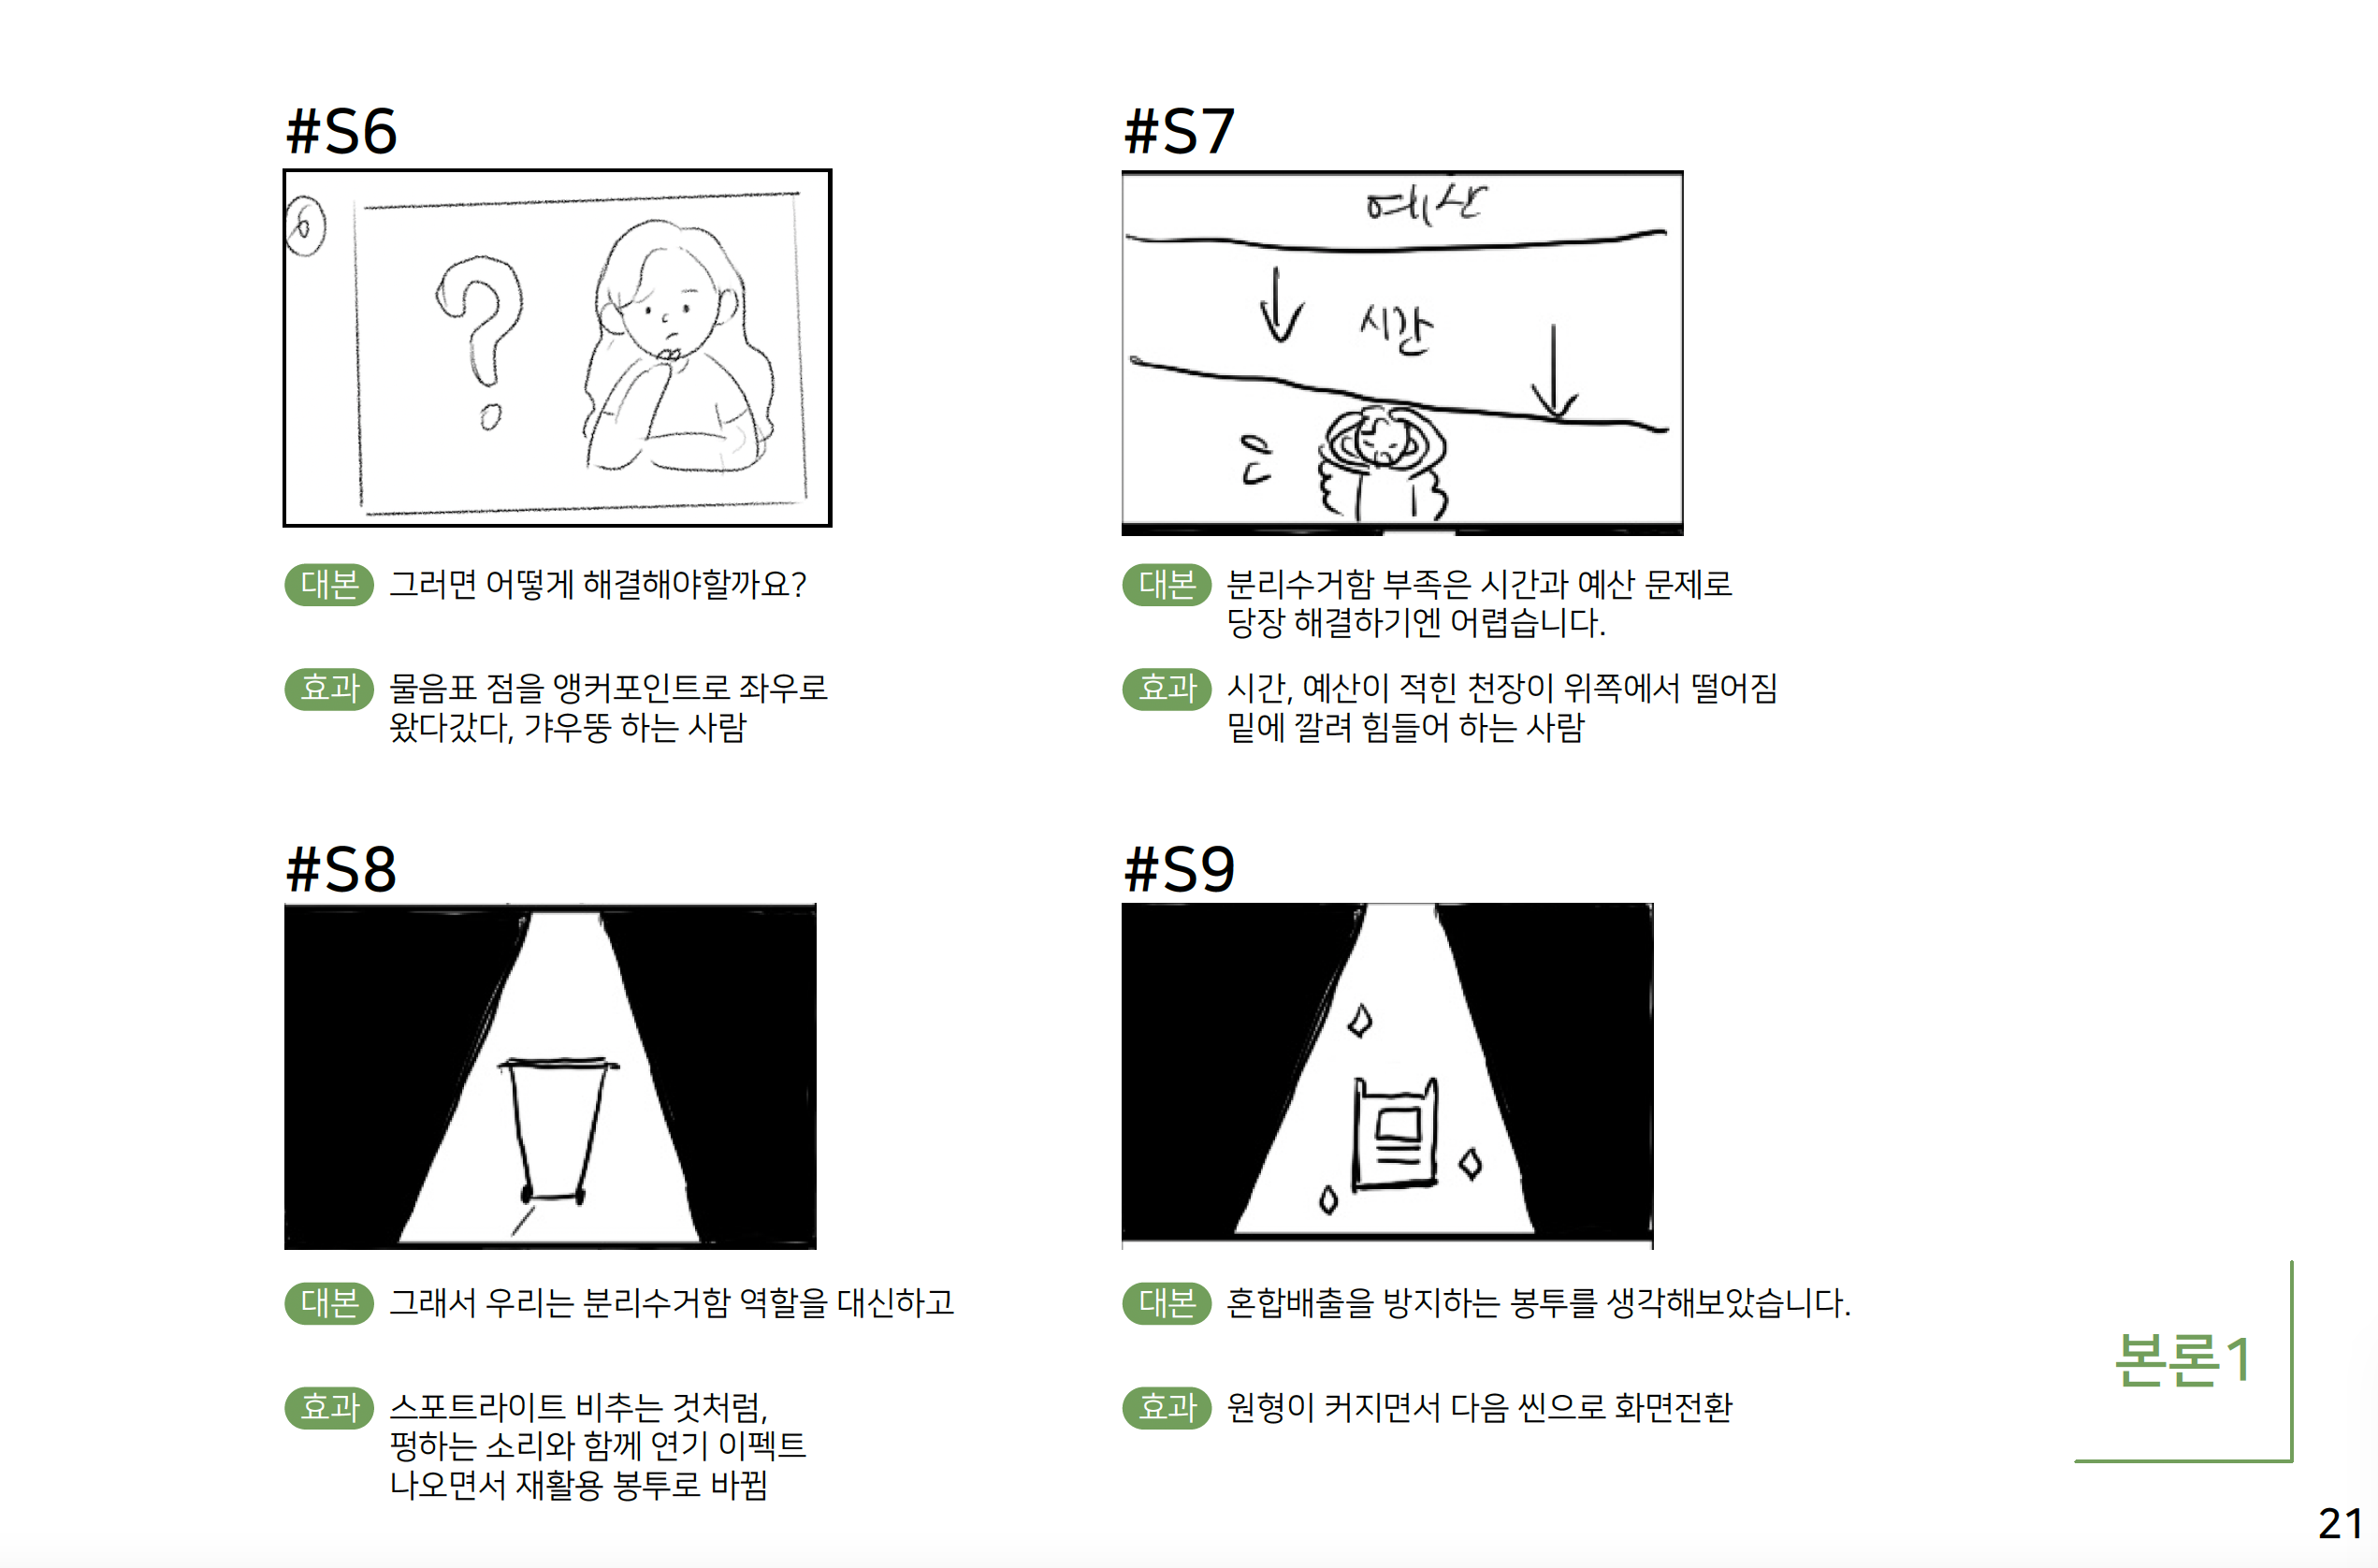 #S6
6
대본 그러면 어떻게 해결해야할까요?
효과 물음표 점을 앵커포인트로 좌우로
왔다갔다, 갸우뚱 하는 사람
#S7
예산
시간
대본 분리수거함 부족은 시간과 예산 문제로
당장 해결하기엔 어렵습니다.
효과 시간, 예산이 적힌 천장이 위쪽에서 떨어짐
밑에 깔려 힘들어 하는 사람
#S8
대본 그래서 우리는 분리수거함 역할을 대신하고
효과 스포트라이트 비추는 것처럼,
펑하는 소리와 함께 연기 이펙트
나오면서 재활용 봉투로 바뀜
#S9
대본 혼합배출을 방지하는 봉투를 생각해보았습니다.
효과 원형이 커지면서 다음 씬으로 화면전환
본론1
21